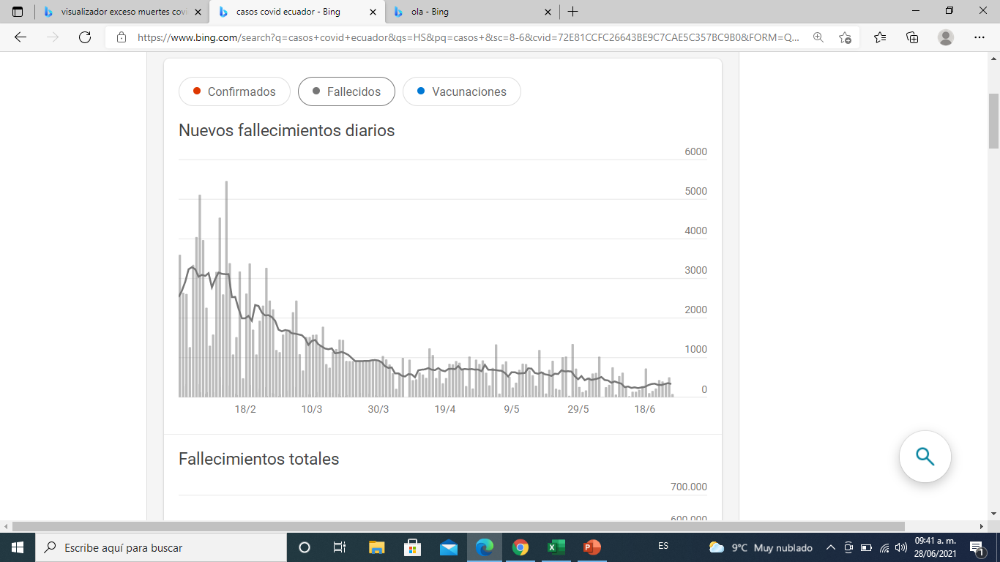 visualizador exceso muertes covi
casos covid ecuador - Bing
ola - Bing
https://www.bing.com/search?q=casos+covid+ecuador&qs=HS&pq=casos+&sc=8-6&cvid=72E81CCFC26643BE9C7CAE5C357BC9B0&FORM=Q...
Confirmados
Fallecidos
Vacunaciones
Nuevos fallecimientos diarios
6000
5000
4000
3000
2000
1000
0
18/2
10/3
30/3
19/4
9/5
29/5
18/6
Fallecimientos totales
700.000
600.000
Escribe aquí para buscar
ES
9°C Muy nublado
09:41 a. m.
28/06/2021
1